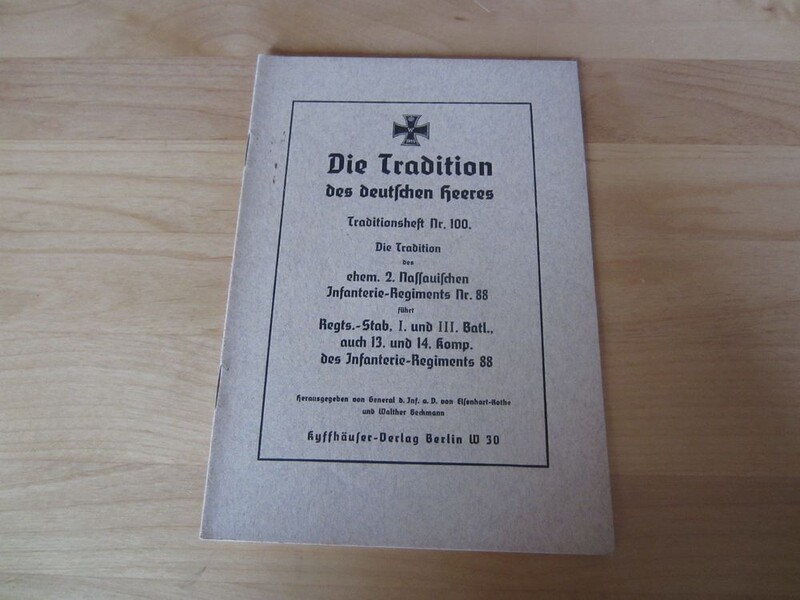 Die Tradition
des deutſchen Heeres
Traditionsheft Nr. 100.
Die Tradition
des
ehem. 2. Naſſauiſchen
Infanterie-Regiments Nr. 88
führt
Regts.-Stab, I. und III. Batl.,
auch 13. und 14. Komp.
des Infanterie-Regiments 88
Herausgegeben von General d. Inf. a. D. von Eiſenhart-Rothe
und Walther Beckmann
Kyffhäuſer-Verlag Berlin W 30